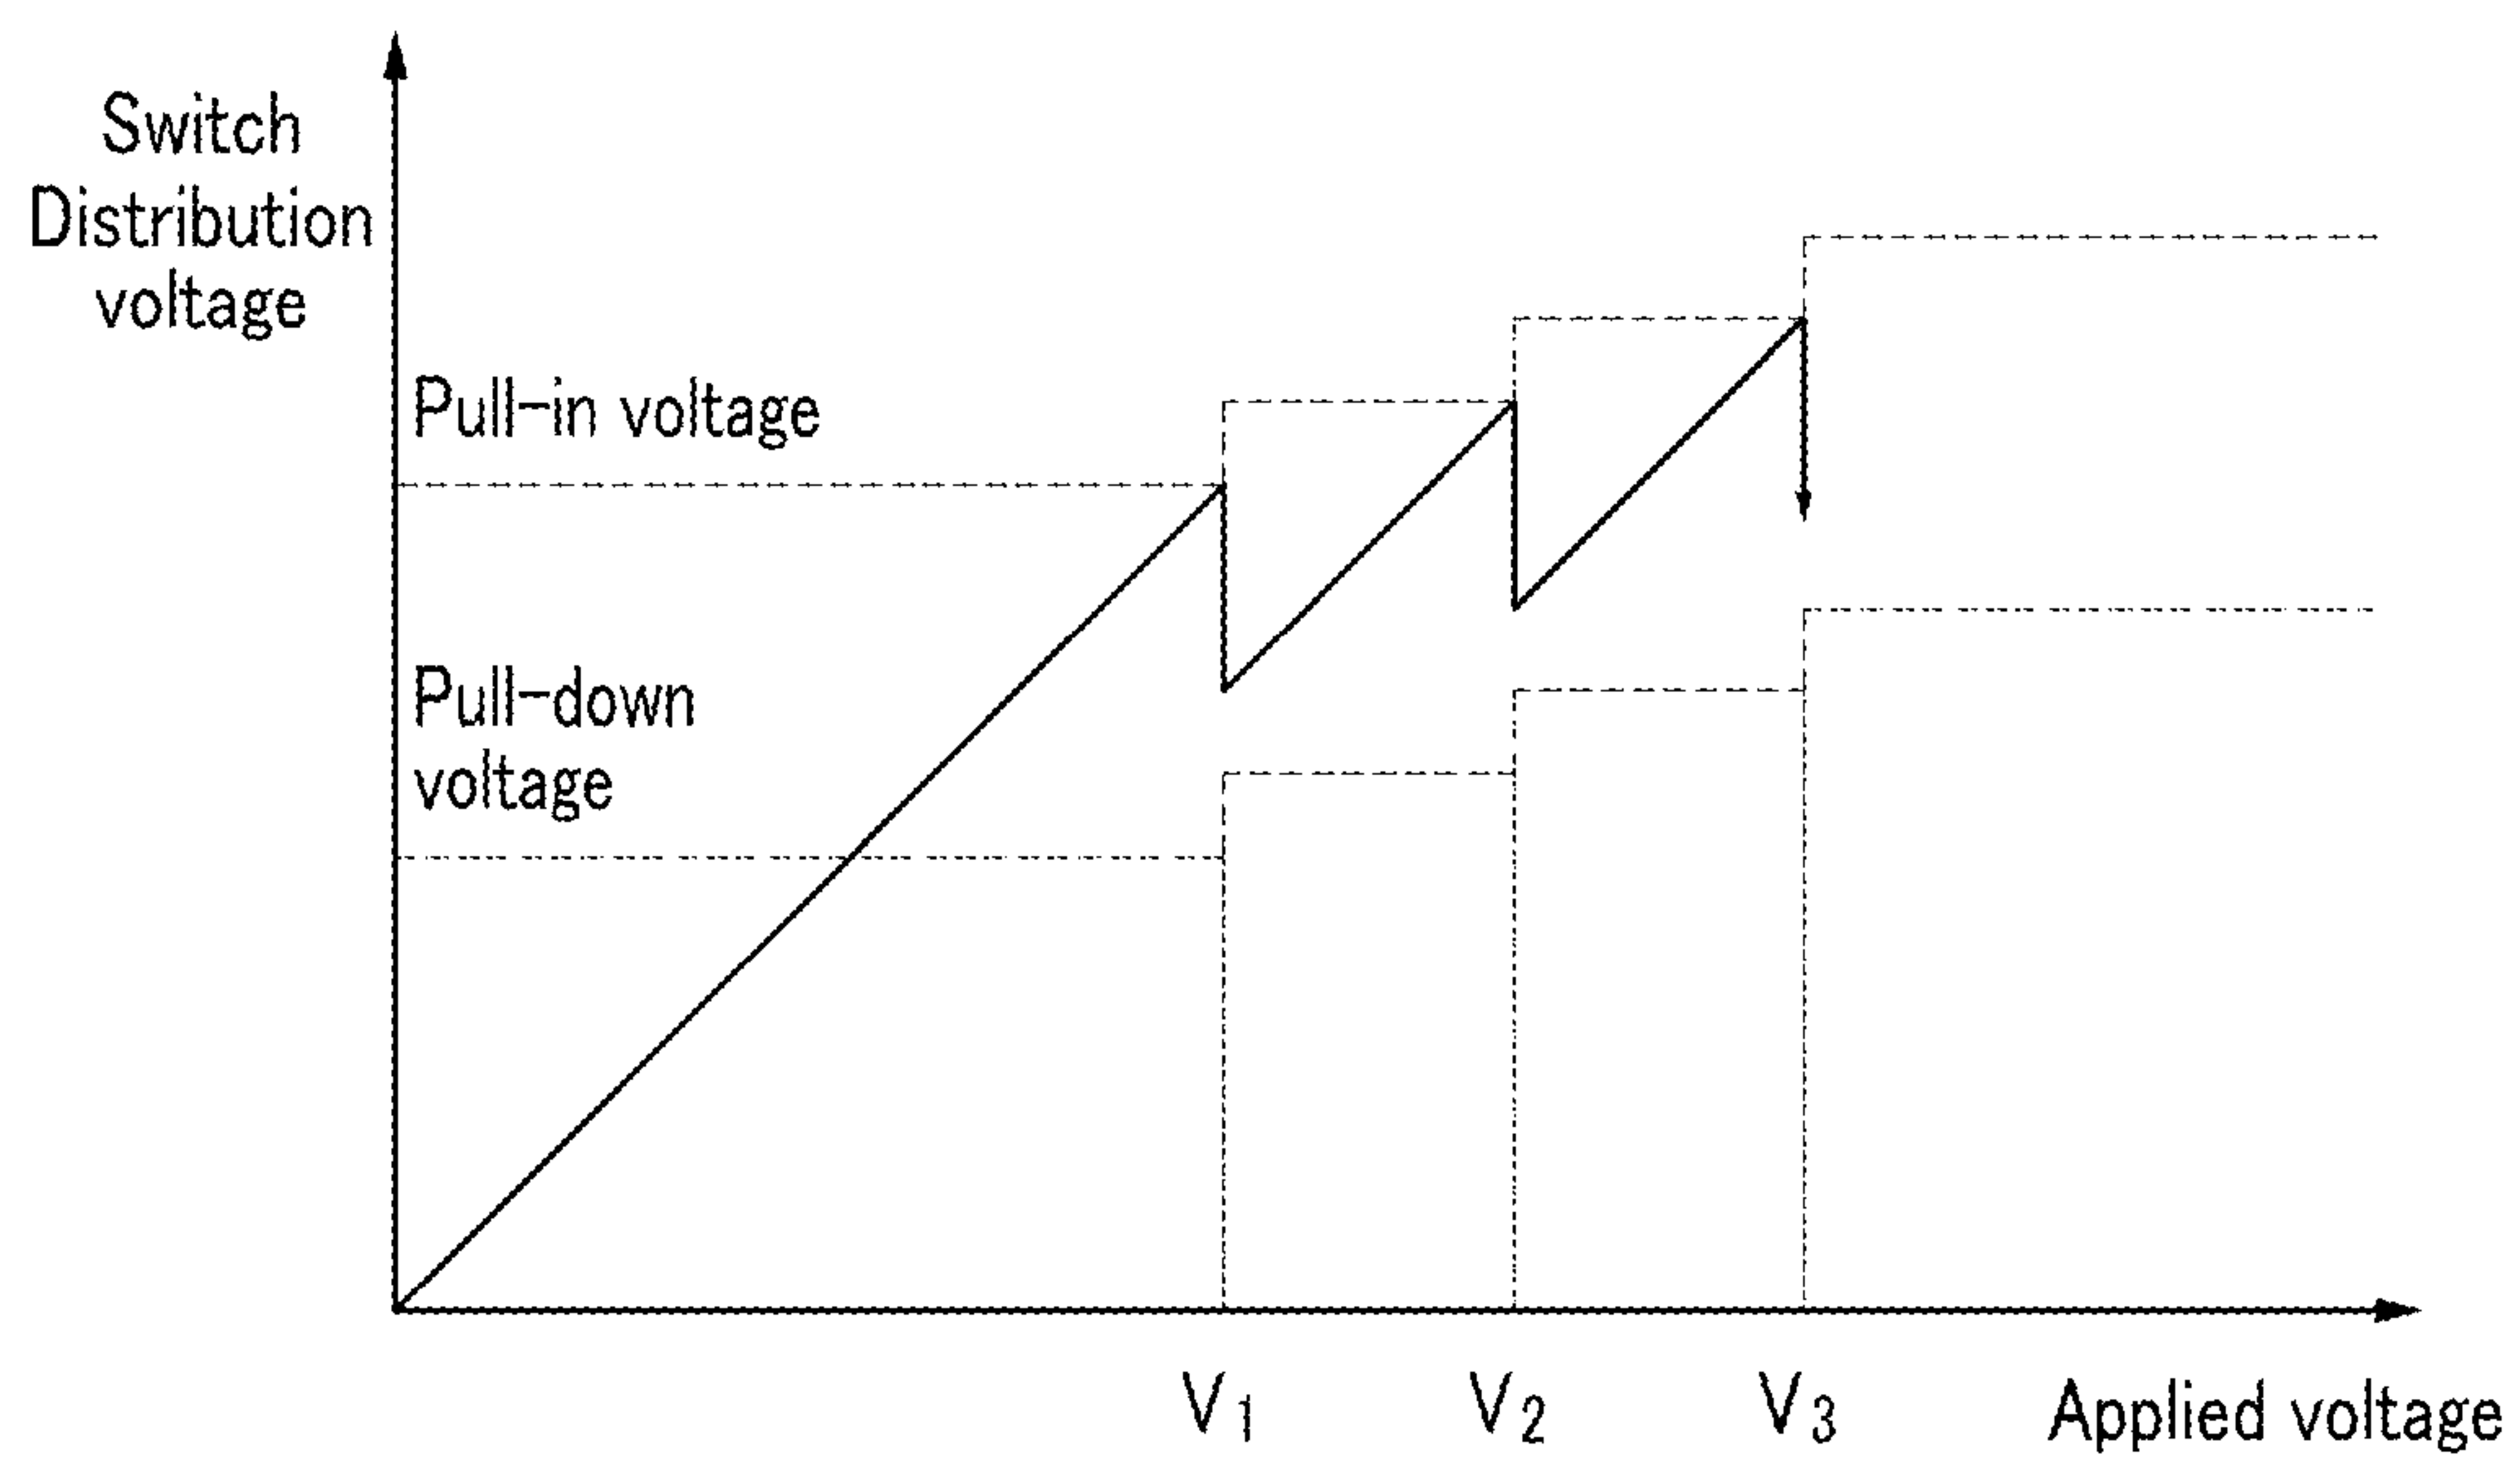 Switch
Distribution
voltage
Pull-in voltage
Pull-down
voltage
V1
V2
V3
Applied voltage